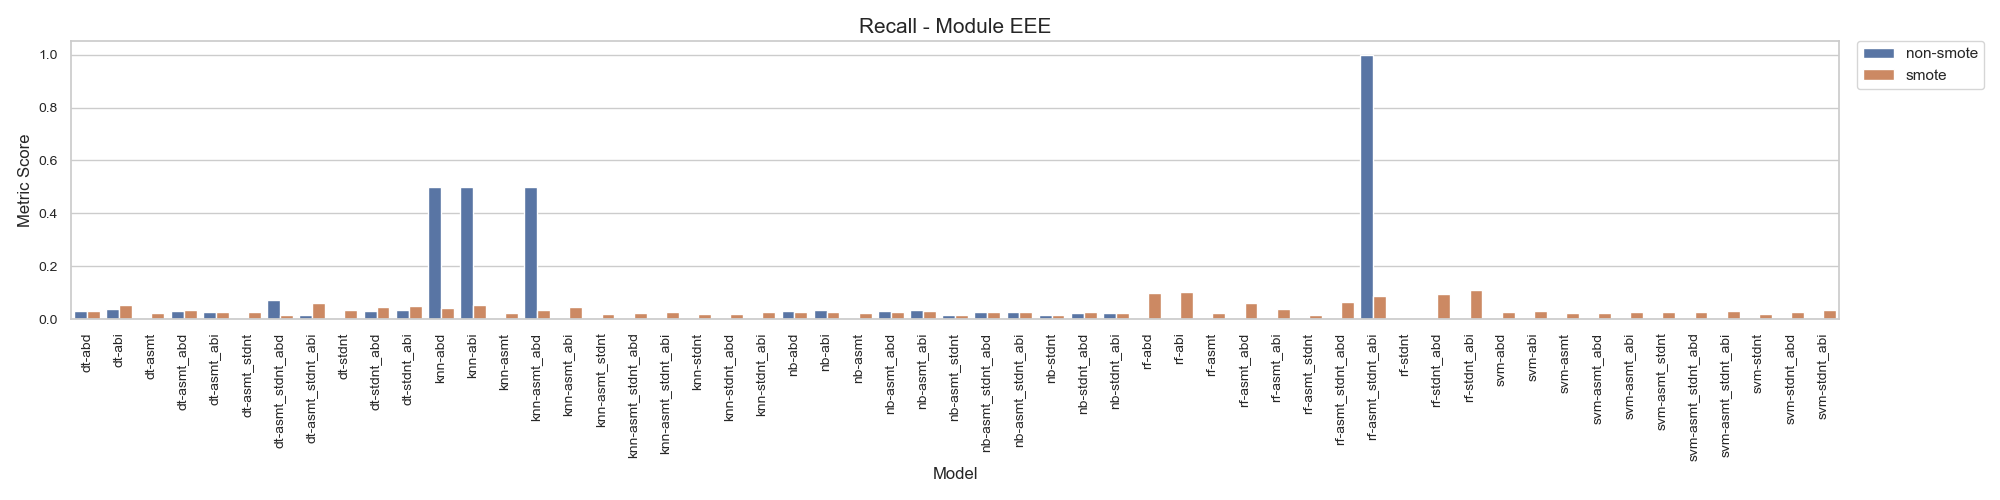 Recall - Module EEE
non-smote
smote
Metric Score
1.0
0.8
0.6
0.4
0.2
0.0
dt-abd
dt-abi
dt-asmt
dt-asmt_abd
dt-asmt_abi
dt-asmt_stdnt
dt-asmt_stdnt_abd
dt-asmt_stdnt_abi
dt-stdnt
dt-stdnt_abd
dt-stdnt_abi
knn-abd
knn-abi
knn-asmt
knn-asmt_abd
knn-asmt_abi
knn-asmt_stdnt
knn-asmt_stdnt_abd
knn-asmt_stdnt_abi
knn-stdnt
knn-stdnt_abd
knn-stdnt_abi
nb-abd
nb-abi
nb-asmt
nb-asmt_abd
nb-asmt_abi
nb-asmt_stdnt
nb-asmt_stdnt_abd
nb-asmt_stdnt_abi
nb-stdnt
nb-stdnt_abd
nb-stdnt_abi
rf-abd
rf-abi
rf-asmt
rf-asmt_abd
rf-asmt_abi
rf-asmt_stdnt
rf-asmt_stdnt_abd
rf-asmt_stdnt_abi
rf-stdnt
rf-stdnt_abd
rf-stdnt_abi
svm-abd
svm-abi
svm-asmt
svm-asmt_abd
svm-asmt_abi
svm-asmt_stdnt
svm-asmt_stdnt_abd
svm-asmt_stdnt_abi
svm-stdnt
svm-stdnt_abd
svm-stdnt_abi
Model